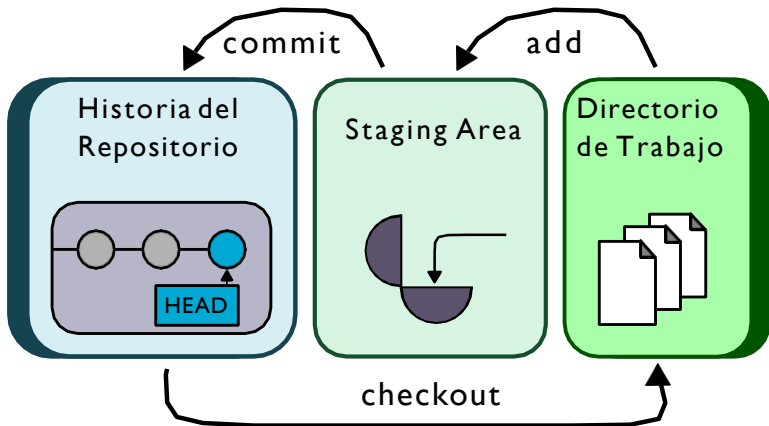 commit
add
Historia del
Repositorio
Staging Area
Directorio
de Trabajo
HEAD
checkout